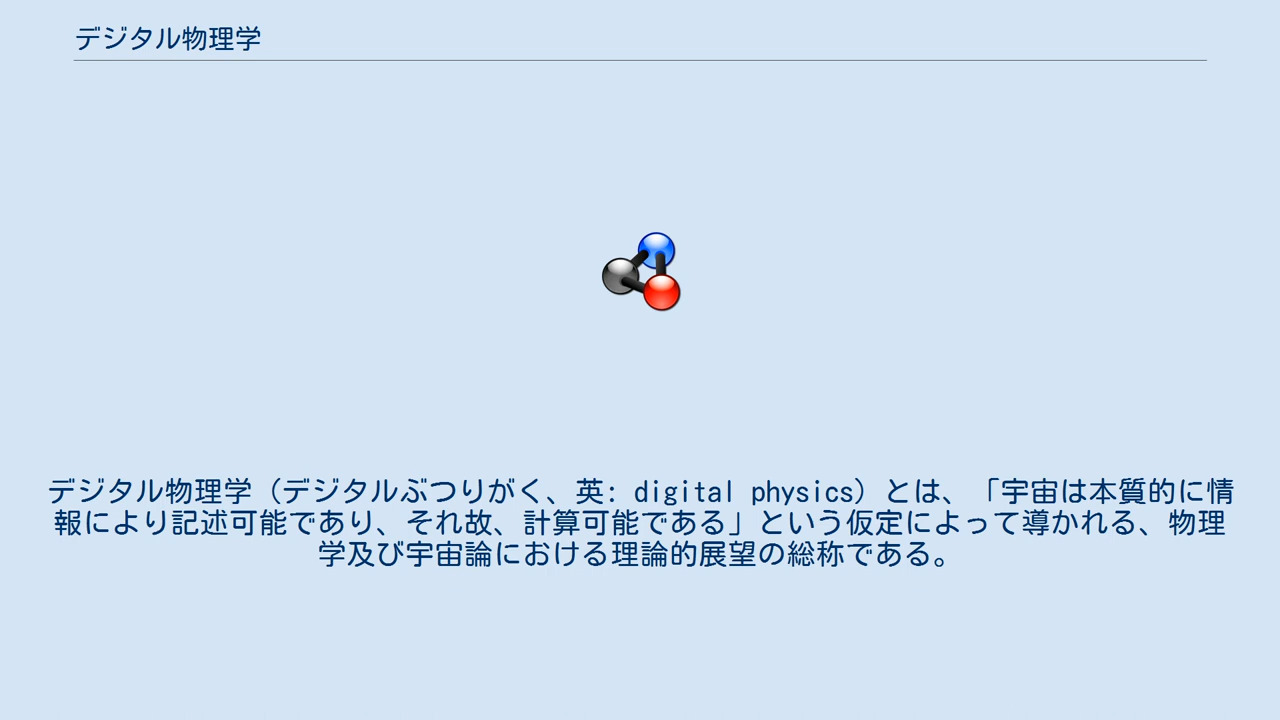 デジタル物理学
デジタル物理学（デジタルぶつりがく、英: digital physics）とは、「宇宙は本質的に情
報により記述可能であり、それ故、計算可能である」という仮定によって導かれる、物理
学及び宇宙論における理論的展望の総称である。